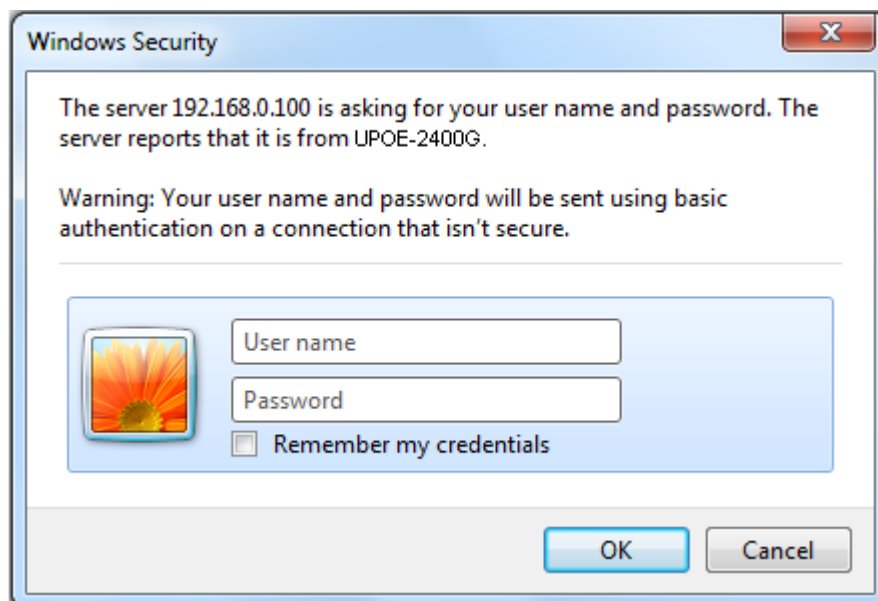 Windows Security
The server 192.168.0.100 is asking for your user name and password. The
server reports that it is from UPOE-2400G.
Warning: Your user name and password will be sent using basic
authentication on a connection that isn't secure.
User name
Password
Remember my credentials
OK
Cancel